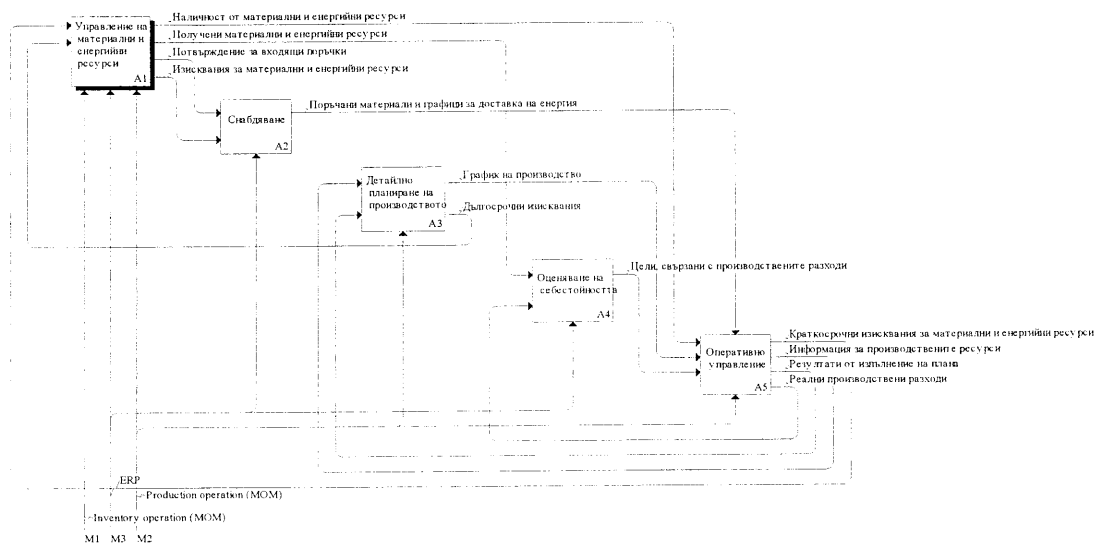 Управление на
материални и
енергийни
ресурси
A1
Наличност от материални и енергийни ресурси
Получени материални и енергийни ресурси
Потвърждение за входящи поръчки
Изисквания за материални и енергийни ресурси
Снабдяване
A2
Поръчани материали и графици за доставка на енергия
Детайлно
планиране на
производството
A3
График на производство
Дългосрочни изисквания
Оценяване на
себестойността
A4
Цели, свързани с производствените разходи
Оперативно
управление
A5
Краткосрочни изисквания за материални и енергийни ресурси
Информация за производствените ресурси
Резултати от изпълнение на плана
Реални производствени разходи
ERP
Production operation (MOM)
Inventory operation (MOM)
M1 M3 M2